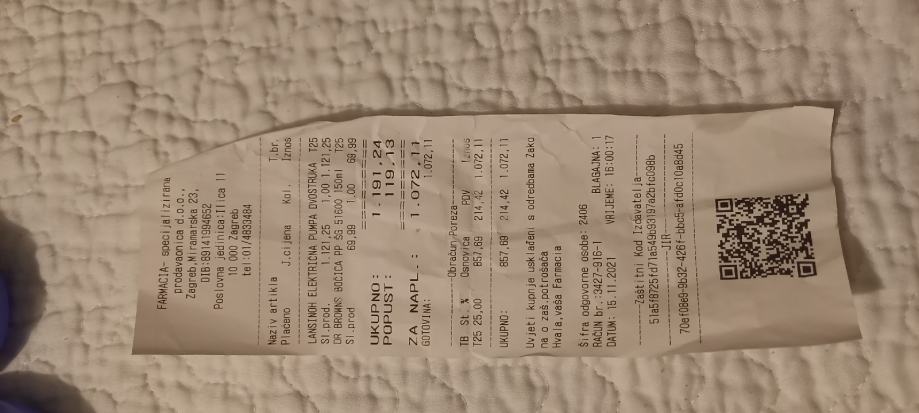 FARMACIA- specijalizirana
prodavaonica d.o.o.,
Zagreb,Miramarska 23,
OIB:89141994652
Poslovna jedinica:Ilica 11
10 000 Zagreb
tel:01/4833484
Naziv artikla T.br.
Placeno J.cijena Kol. Iznos
LANSINOH ELEKTRIČNA PUMPA DVOSTRUKA T25
Sl.prod. 1.121,25 1,00 1.121,25
DR BROWNS BOČICA PP ŠG 51600 150ml T25
Sl.prod 69,99 1,00 69,99
UKUPNO: 1.191,24
POPUST: 119,13
ZA NAPL.: 1.072,11
GOTOVINA: 1.072,11
Obračun Poreza
TB St.% Osnovica PDV Iznos
T25 25,00 857,69 214,42 1.072,11
UKUPNO: 857,69 214,42 1.072,11
Uvjeti kupnje usklađeni s odredbama Zako
na o zaš.potrošača
Hvala,vaša Farmacia
Šifra odgovorne osobe: 2406
RAČUN br.:3427-916-1 BLAGAJNA: 1
DATUM: 15.11.2021 VRIJEME: 16:00:17
Zaštitni Kod Izdavatelja
51a5f8725fd71a549c93197a2bfc098b
JIR
70ef08e9-9b32-426f-bbc5-afd0c10a8d45